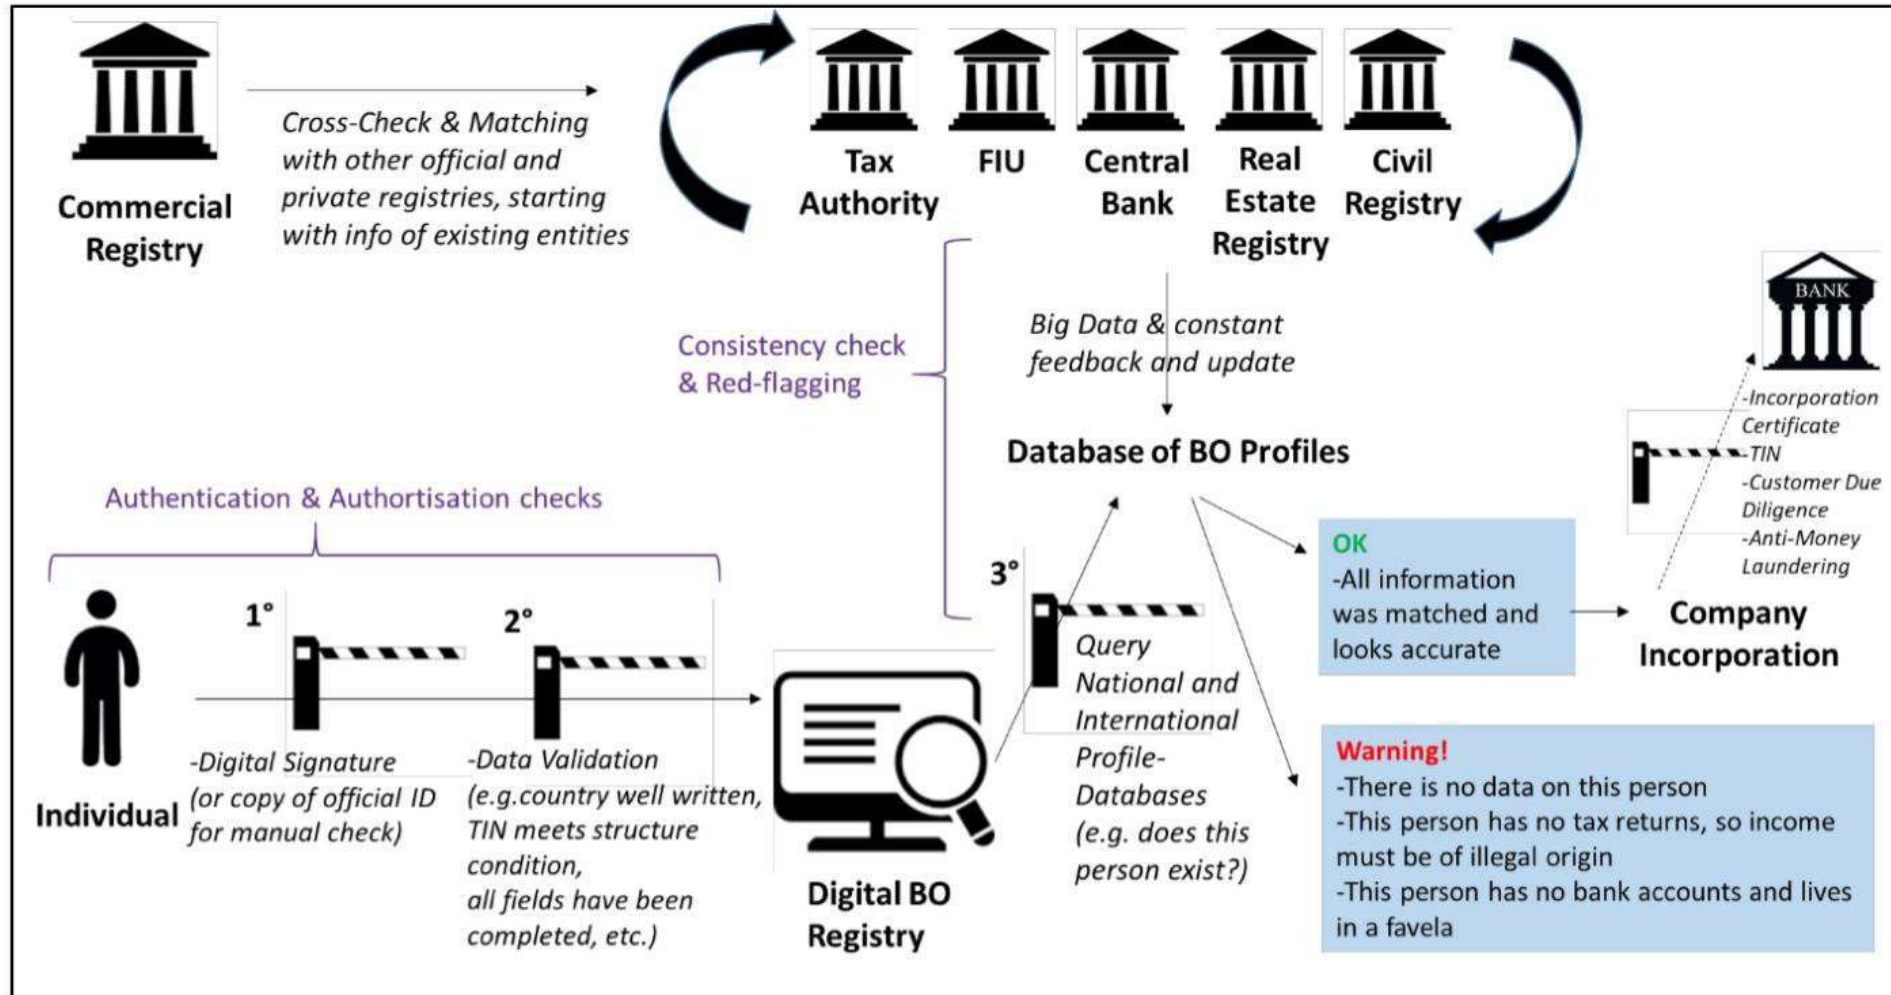 Commercial
Registry
Cross-Check & Matching
with other official and
private registries, starting
with info of existing entities
Tax
Authority
FIU
Central
Bank
Real
Estate
Registry
Civil
Registry
Consistency check
& Red-flagging
Big Data & constant
feedback and update
Database of BO Profiles
BANK
-Incorporation
Certificate
-TIN
-Customer Due
Diligence
-Anti-Money
Laundering
Authentication & Authortisation checks
Individual
1°
-Digital Signature
(or copy of official ID
for manual check)
2°
-Data Validation
(e.g.country well written,
TIN meets structure
condition,
all fields have been
completed, etc.)
Digital BO
Registry
3°
Query
National and
International
Profile-
Databases
(e.g. does this
person exist?)
OK
-All information
was matched and
looks accurate
Company
Incorporation
Warning!
-There is no data on this person
-This person has no tax returns, so income
must be of illegal origin
-This person has no bank accounts and lives
in a favela